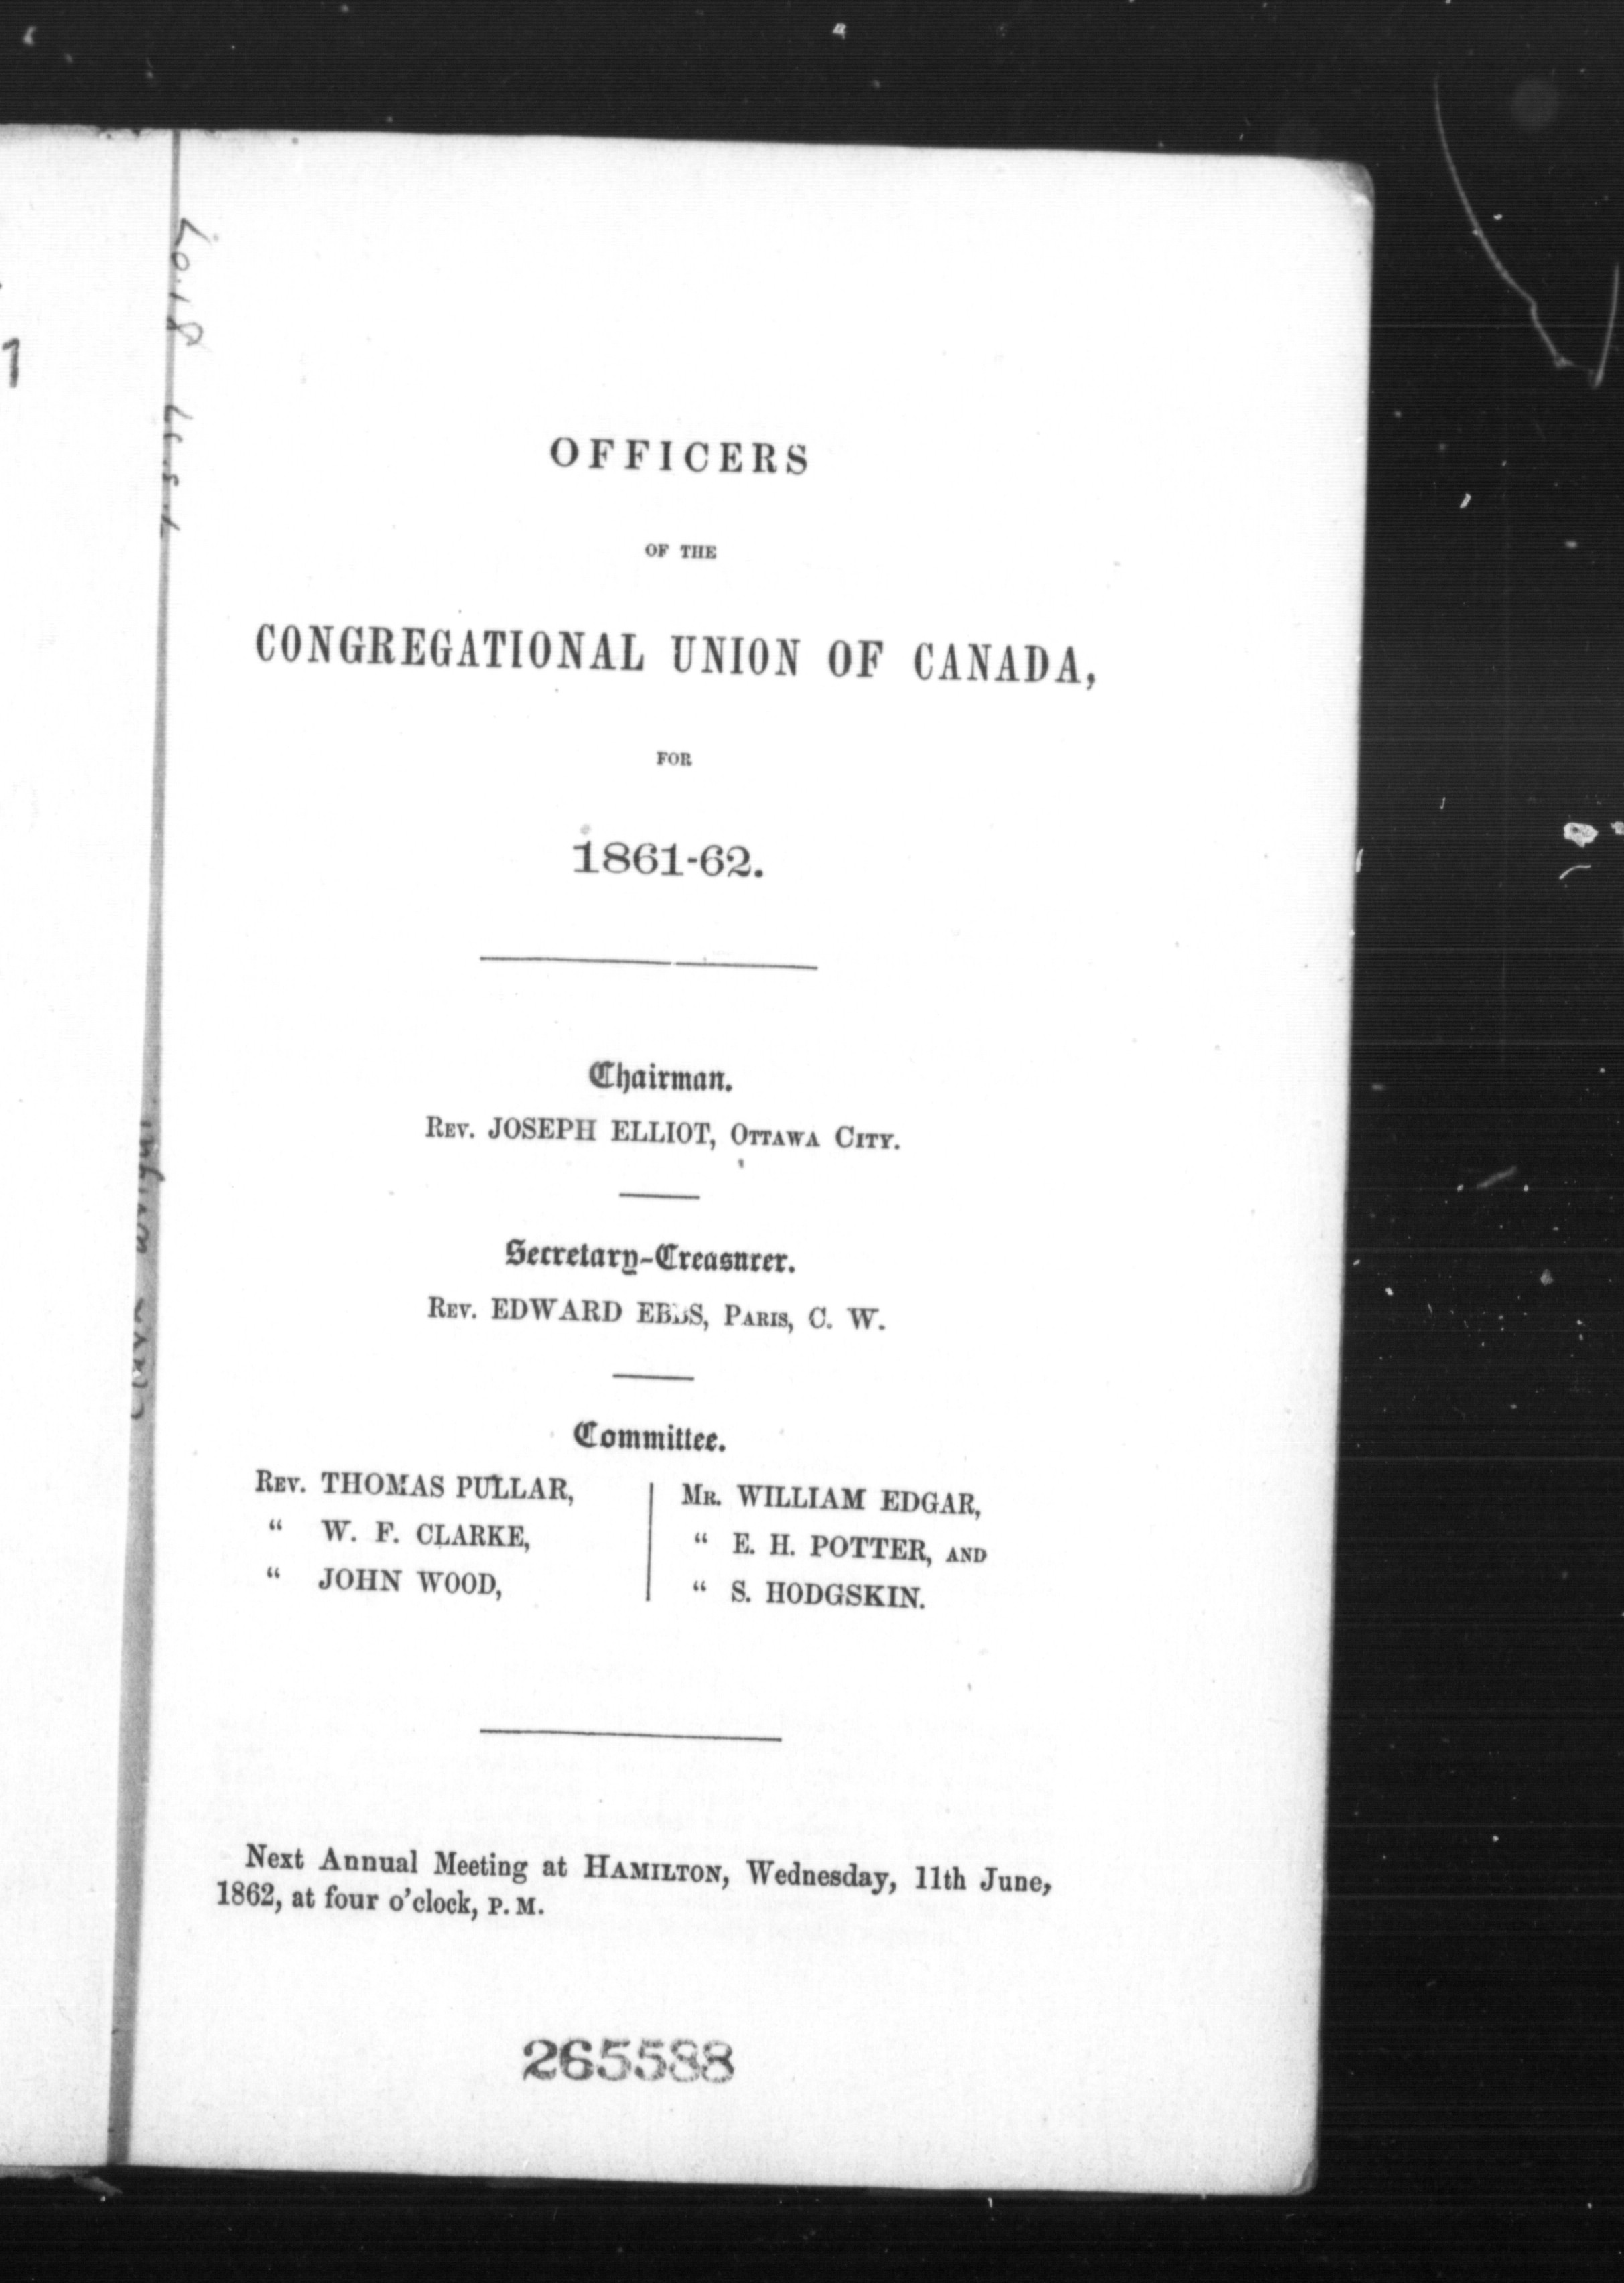 OFFICERS
OF THE
CONGREGATIONAL UNION OF CANADA,
FOR
1861-62.
Chairman.
REV. JOSEPH ELLIOT, OTTAWA CITY.
Secretary-Treasurer.
REV. EDWARD EBBS, PARIS, C. W.
Committee.
REV. THOMAS PULLAR,
“ W. F. CLARKE,
“ JOHN WOOD,
MR. WILLIAM EDGAR,
“ E. H. POTTER, AND
“ S. HODGSKIN.
Next Annual Meeting at HAMILTON, Wednesday, 11th June,
1862, at four o’clock, P. M.
265588